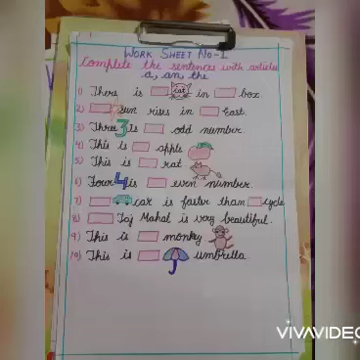 WORK SHEET No-1
Complete the sentences with articles
a, an, the
1) There is cat in box
2) Sun rises in East.
3) Three 3 is odd number
4) This is apple
5) This is rat
6) Four 4 is even number.
7) car is faster than cycle
8) Taj Mahal is very beautiful.
9) This is monkey
10) This is umbrella
VIVAVIDEO